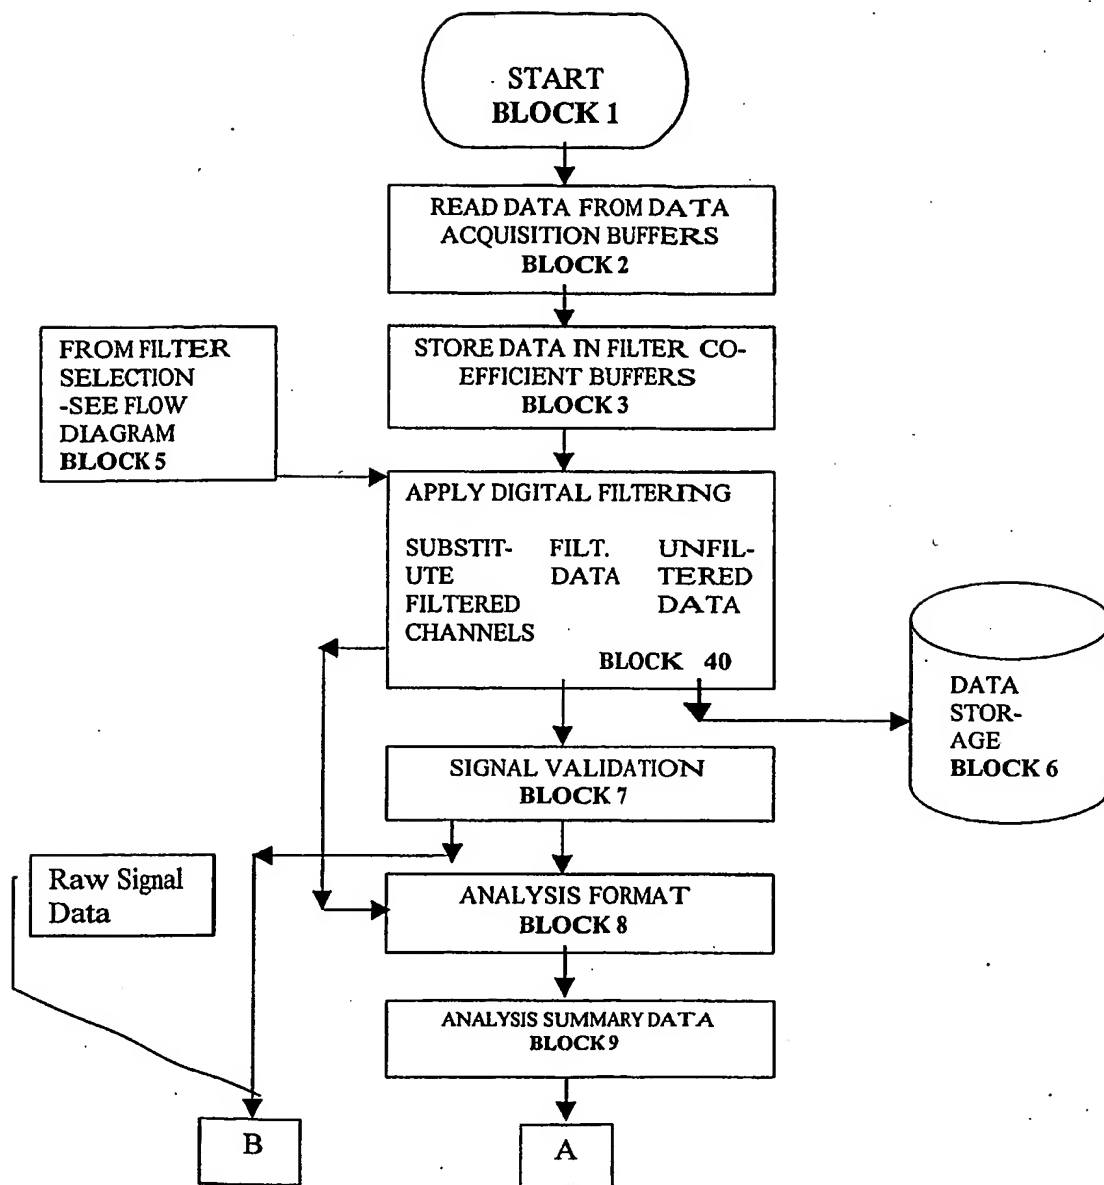 START
BLOCK 1
READ DATA FROM DATA
ACQUISITION BUFFERS
BLOCK 2
STORE DATA IN FILTER CO-
EFFICIENT BUFFERS
BLOCK 3
FROM FILTER
SELECTION
-SEE FLOW
DIAGRAM
BLOCK 5
APPLY DIGITAL FILTERING
SUBSTIT-
UTE
FILTERED
CHANNELS
FILT.
DATA
UNFIL-
TERED
DATA
BLOCK 40
DATA
STOR-
AGE
BLOCK 6
SIGNAL VALIDATION
BLOCK 7
Raw Signal
Data
ANALYSIS FORMAT
BLOCK 8
ANALYSIS SUMMARY DATA
BLOCK 9
B
A